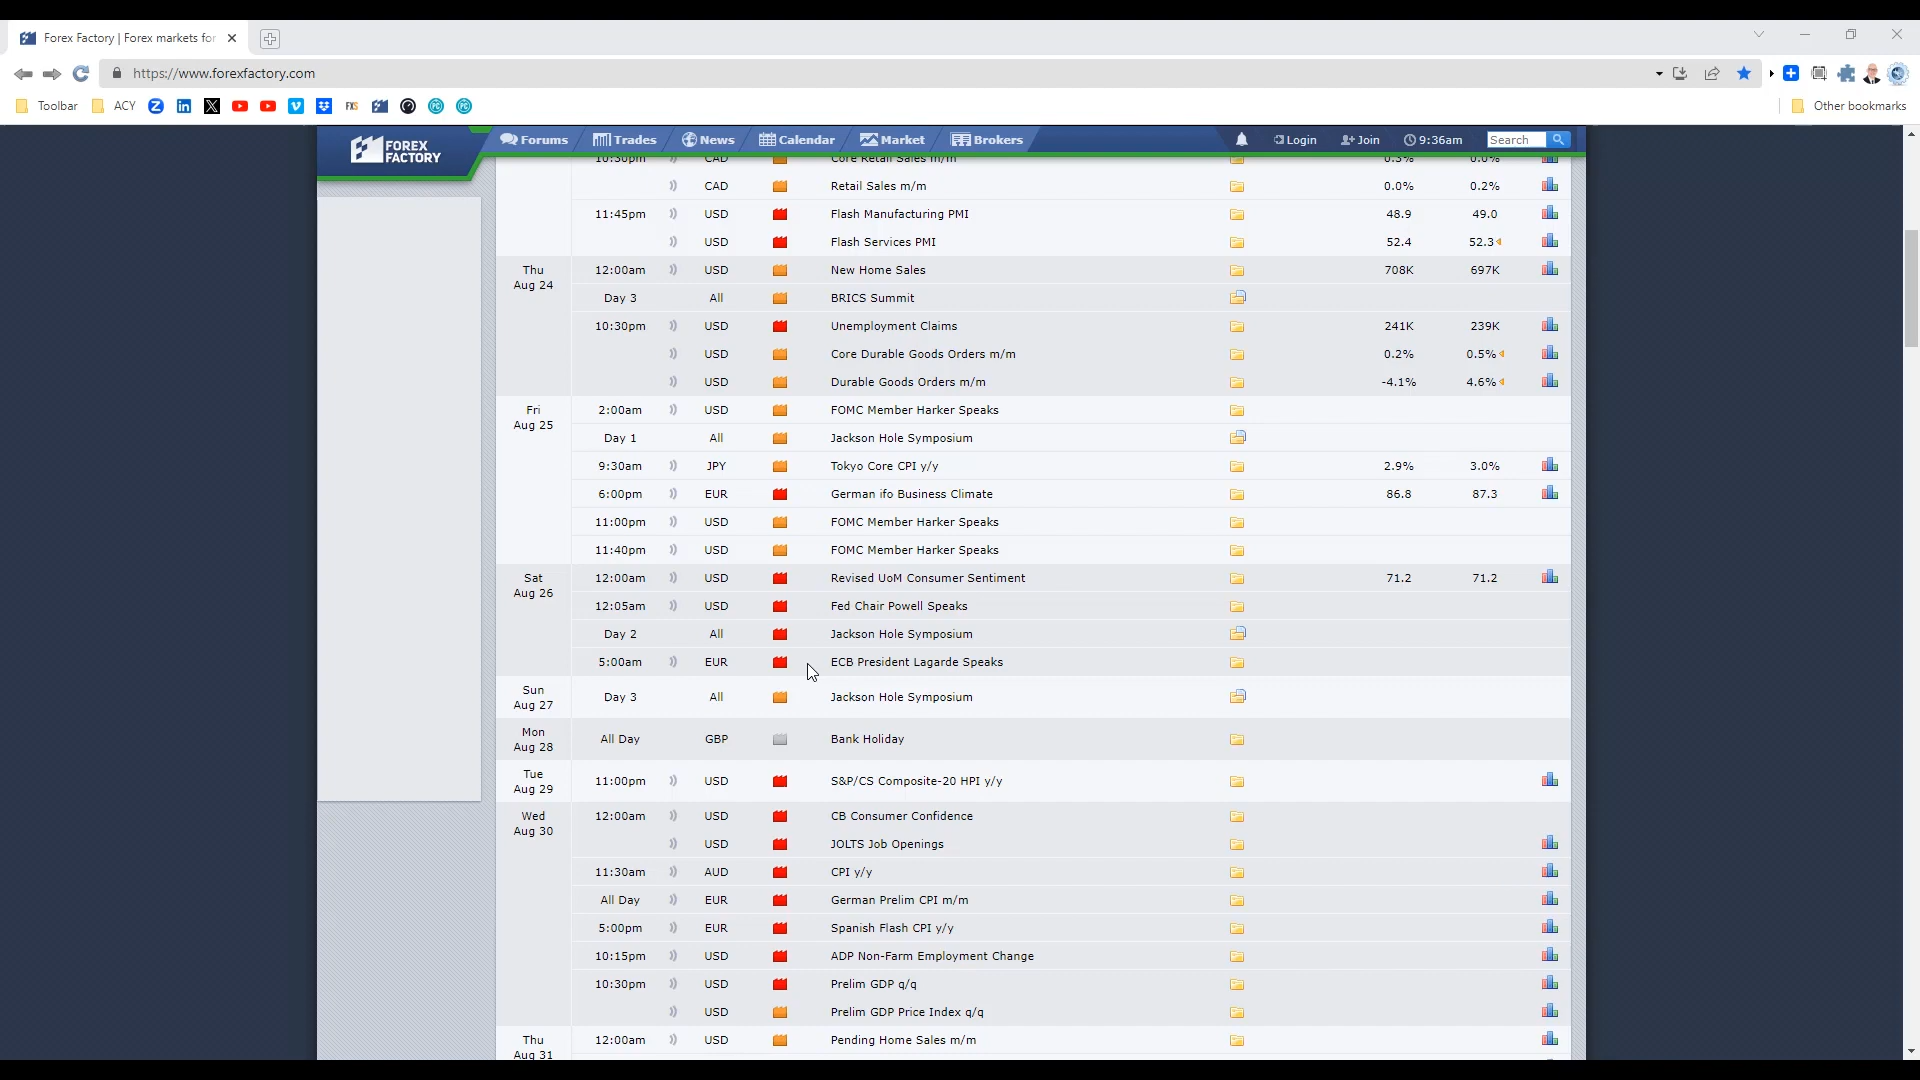 Forex Factory | Forex markets for
https://www.forexfactory.com
Toolbar ACY FXS Other bookmarks
FOREX FACTORY Forums Trades News Calendar Market Brokers Login Join 9:36am Search
10:30pm CAD Core Retail Sales m/m 0.3% 0.0%
CAD Retail Sales m/m 0.0% 0.2%
11:45pm USD Flash Manufacturing PMI 48.9 49.0
USD Flash Services PMI 52.4 52.3
Thu Aug 24 12:00am USD New Home Sales 708K 697K
Day 3 All BRICS Summit
10:30pm USD Unemployment Claims 241K 239K
USD Core Durable Goods Orders m/m 0.2% 0.5%
USD Durable Goods Orders m/m -4.1% 4.6%
Fri Aug 25 2:00am USD FOMC Member Harker Speaks
Day 1 All Jackson Hole Symposium
9:30am JPY Tokyo Core CPI y/y 2.9% 3.0%
6:00pm EUR German ifo Business Climate 86.8 87.3
11:00pm USD FOMC Member Harker Speaks
11:40pm USD FOMC Member Harker Speaks
Sat Aug 26 12:00am USD Revised UoM Consumer Sentiment 71.2 71.2
12:05am USD Fed Chair Powell Speaks
Day 2 All Jackson Hole Symposium
5:00am EUR ECB President Lagarde Speaks
Sun Aug 27 Day 3 All Jackson Hole Symposium
Mon Aug 28 All Day GBP Bank Holiday
Tue Aug 29 11:00pm USD S&P/CS Composite-20 HPI y/y
Wed Aug 30 12:00am USD CB Consumer Confidence
USD JOLTS Job Openings
11:30am AUD CPI y/y
All Day EUR German Prelim CPI m/m
5:00pm EUR Spanish Flash CPI y/y
10:15pm USD ADP Non-Farm Employment Change
10:30pm USD Prelim GDP q/q
USD Prelim GDP Price Index q/q
Thu Aug 31 12:00am USD Pending Home Sales m/m